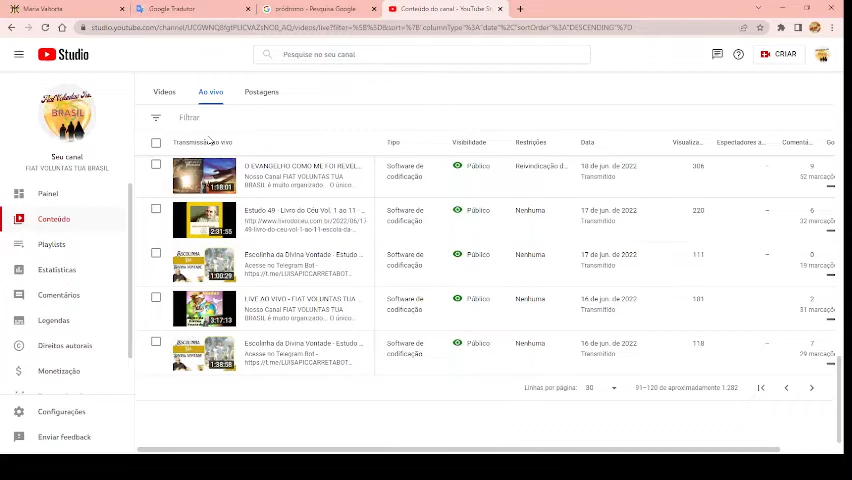 Maria Valtorta
Google Tradutor
pródromo - Pesquisa Google
Conteúdo do canal - YouTube St
studio.youtube.com/channel/UCGWNQ8fgtPLICVAZsNO0_AQ/videos/live?filter=%5B%5D&sort=%7B"columnType"%3A"date"%2C"sortOrder"%3A"DESCENDING"%7D
Studio
Pesquise no seu canal
CRIAR
Vídeos
Ao vivo
Postagens
Filtrar
Transmissão ao vivo
Tipo
Visibilidade
Restrições
Data
Visualiza...
Espectadores a...
Comentá...
Go
Seu canal
FIAT VOLUNTAS TUA BRASIL
Painel
Conteúdo
Playlists
Estatísticas
Comentários
Legendas
Direitos autorais
Monetização
Configurações
Enviar feedback
O EVANGELHO COMO ME FOI REVEL...
Nosso Canal FIAT VOLUNTAS TUA
BRASIL é muito organizado... O único...
1:18:01
Software de
codificação
Público
Reivindicação d...
18 de jun. de 2022
Transmitido
306
9
52 marcaçõ
Estudo 49 - Livro do Céu Vol. 1 ao 11 - ...
http://www.livrodoceu.com.br/2022/06/17
49-livro-do-ceu-vol-1-ao-11-escola-da-...
2:31:55
Software de
codificação
Público
Nenhuma
17 de jun. de 2022
Transmitido
220
6
32 marcaçõ
Escolinha da Divina Vontade - Estudo ...
Acesse no Telegram Bot -
https://t.me/LUISAPICCARRETABOT...
1:00:29
Software de
codificação
Público
Nenhuma
17 de jun. de 2022
Transmitido
111
0
19 marcaçõ
LIVE AO VIVO - FIAT VOLUNTAS TUA ...
Nosso Canal FIAT VOLUNTAS TUA
BRASIL é muito organizado... O único...
3:17:13
Software de
codificação
Público
Nenhuma
16 de jun. de 2022
Transmitido
181
2
31 marcaçõ
Escolinha da Divina Vontade - Estudo ...
Acesse no Telegram Bot -
https://t.me/LUISAPICCARRETABOT...
1:38:58
Software de
codificação
Público
Nenhuma
16 de jun. de 2022
Transmitido
118
7
29 marcaçõ
Linhas por página:
30
91–120 de aproximadamente 1.282